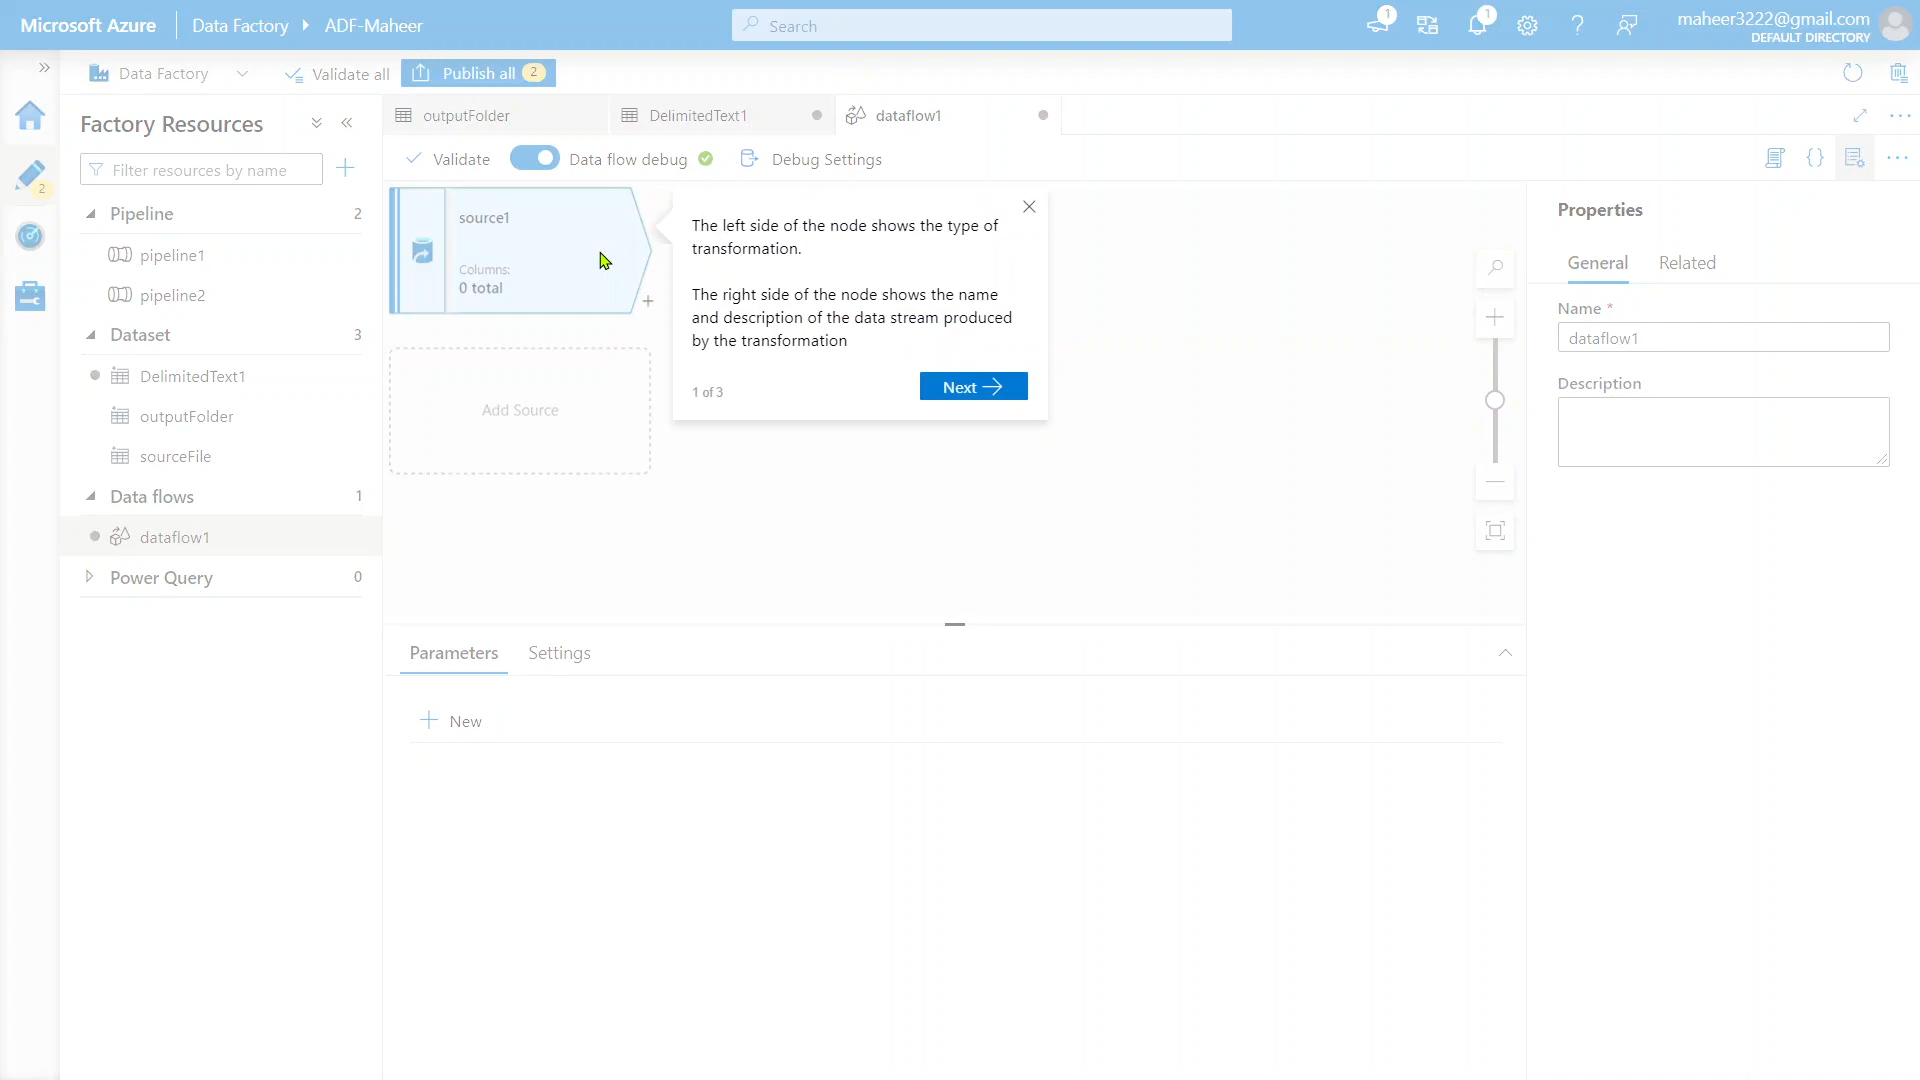 Microsoft Azure
Data Factory
ADF-Maheer
Search
1
1
maheer3222@gmail.com
DEFAULT DIRECTORY
Data Factory
Validate all
Publish all
2
Factory Resources
outputFolder
DelimitedText1
dataflow1
Validate
Data flow debug
Debug Settings
Filter resources by name
2
Pipeline
2
pipeline1
pipeline2
Dataset
3
DelimitedText1
outputFolder
sourceFile
Data flows
1
dataflow1
Power Query
0
source1
Columns:
0 total
Add Source
The left side of the node shows the type of
transformation.
The right side of the node shows the name
and description of the data stream produced
by the transformation
1 of 3
Next
Parameters
Settings
New
Properties
General
Related
Name *
dataflow1
Description